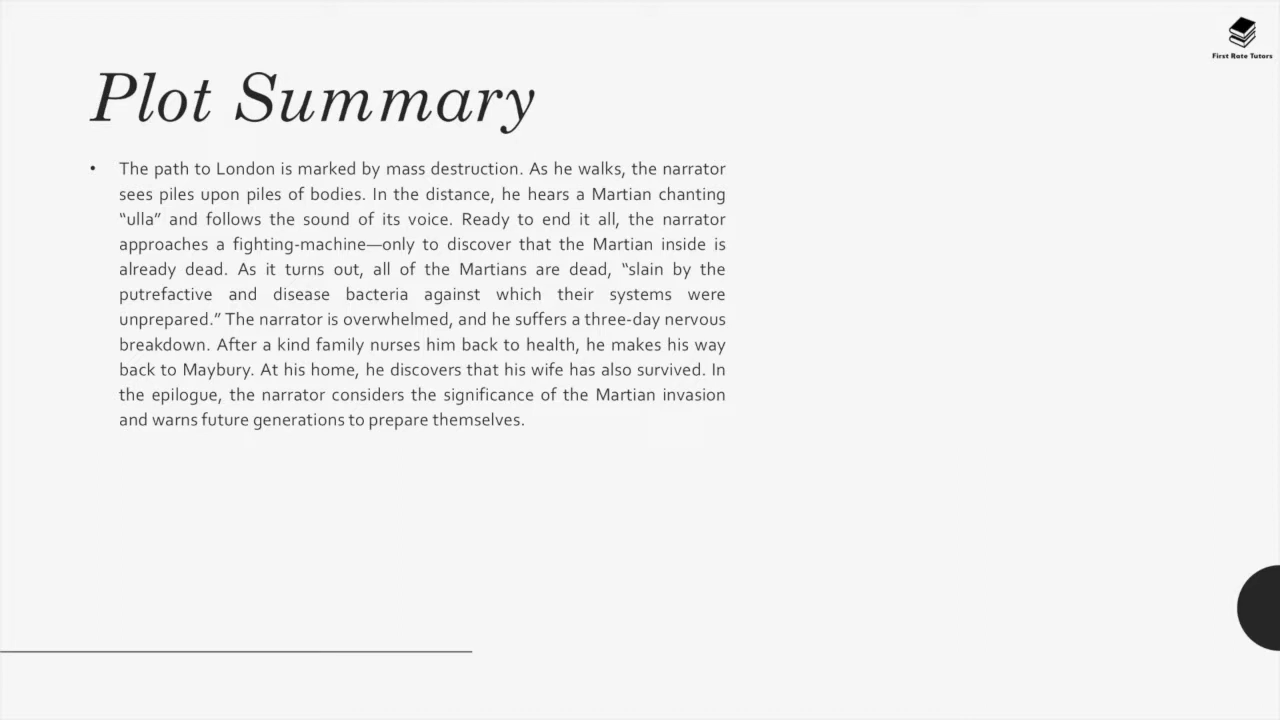 First Rate Tutors
Plot Summary
• The path to London is marked by mass destruction. As he walks, the narrator
sees piles upon piles of bodies. In the distance, he hears a Martian chanting
“ulla” and follows the sound of its voice. Ready to end it all, the narrator
approaches a fighting-machine—only to discover that the Martian inside is
already dead. As it turns out, all of the Martians are dead, “slain by the
putrefactive and disease bacteria against which their systems were
unprepared.” The narrator is overwhelmed, and he suffers a three-day nervous
breakdown. After a kind family nurses him back to health, he makes his way
back to Maybury. At his home, he discovers that his wife has also survived. In
the epilogue, the narrator considers the significance of the Martian invasion
and warns future generations to prepare themselves.